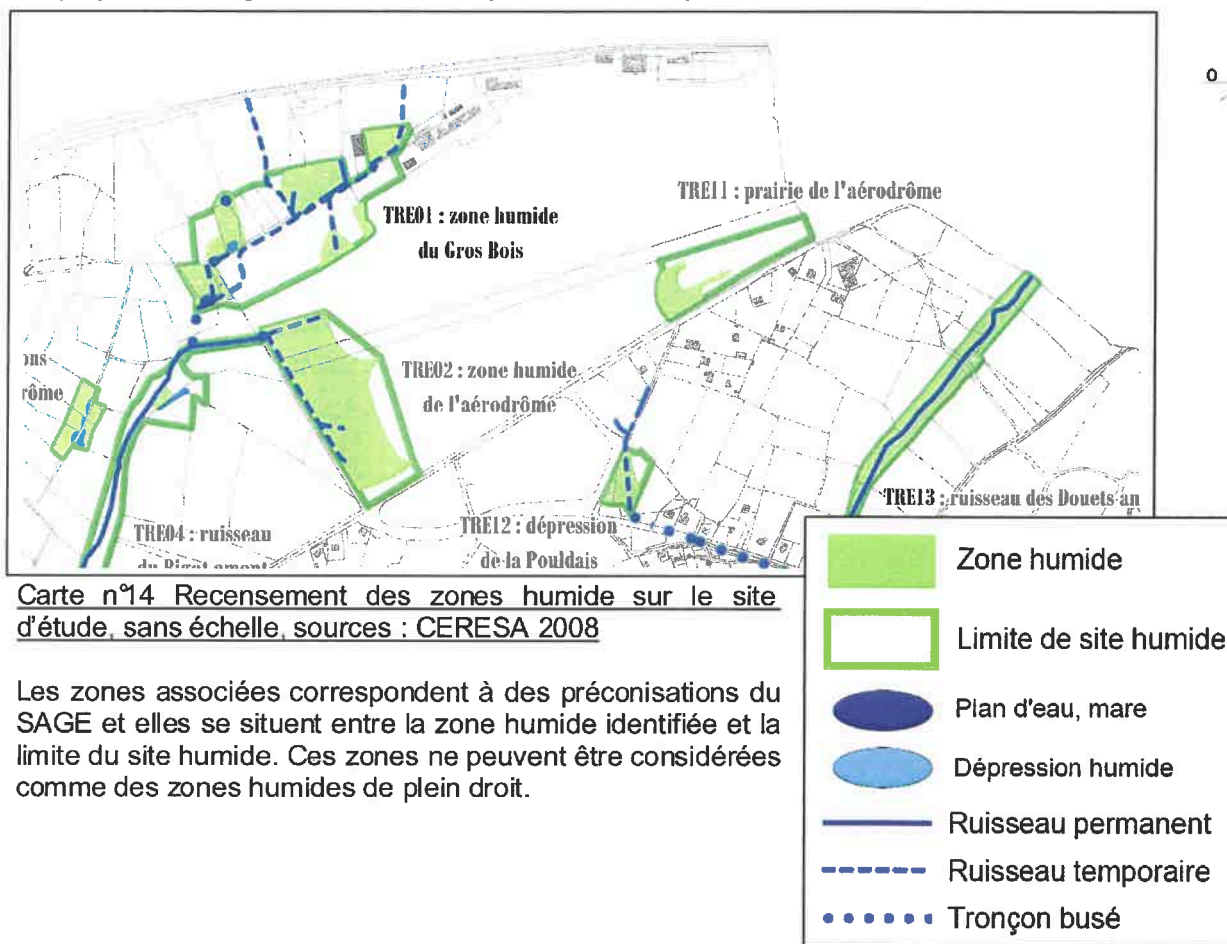 0
TRE11 : prairie de l'aérodrôme
TRE01 : zone humide
du Gros Bois
ons
rôme
TRE02 : zone humide
de l'aérodrôme
TRE04 : ruisseau
TRE12 : dépression
de la Pouldais
TRE13 : ruisseau des Douets an
Carte n°14 Recensement des zones humide sur le site
d'étude, sans échelle, sources : CERESA 2008
Les zones associées correspondent à des préconisations du
SAGE et elles se situent entre la zone humide identifiée et la
limite du site humide. Ces zones ne peuvent être considérées
comme des zones humides de plein droit.
Zone humide
Limite de site humide
Plan d'eau, mare
Dépression humide
Ruisseau permanent
Ruisseau temporaire
Tronçon busé